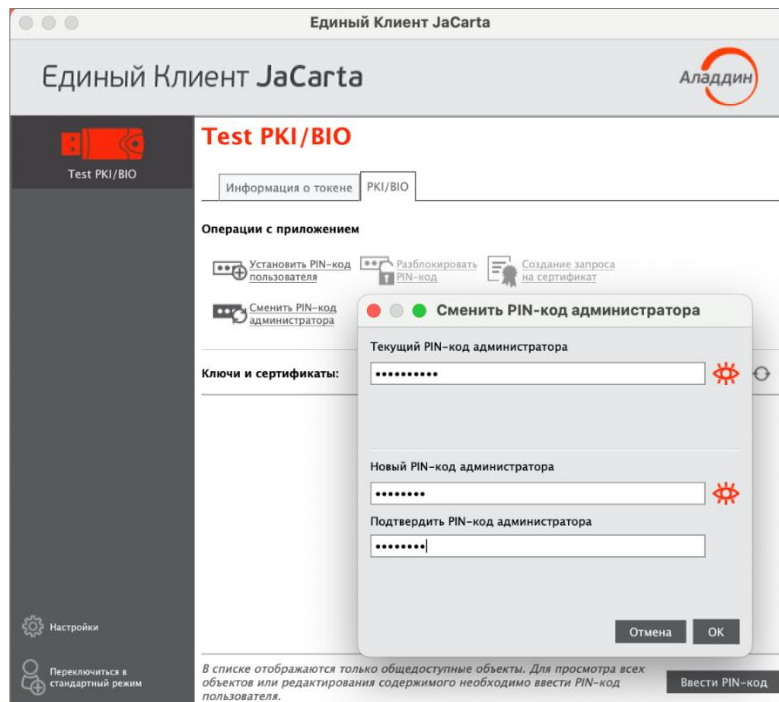 Единый Клиент JaCarta
Единый Клиент JaCarta
Аладдин
Test PKI/BIO
Test PKI/BIO
Информация о токене
PKI/BIO
Операции с приложением
Установить PIN-код
пользователя
Разблокировать
PIN-код
Создание запроса
на сертификат
Сменить PIN-код
администратора
Ключи и сертификаты:
Сменить PIN-код администратора
Текущий PIN-код администратора
••••••••••
Новый PIN-код администратора
••••••••
Подтвердить PIN-код администратора
••••••••
Отмена
OK
Настройки
Переключиться в
стандартный режим
В списке отображаются только общедоступные объекты. Для просмотра всех
объектов или редактирования содержимого необходимо ввести PIN-код
пользователя.
Ввести PIN-код